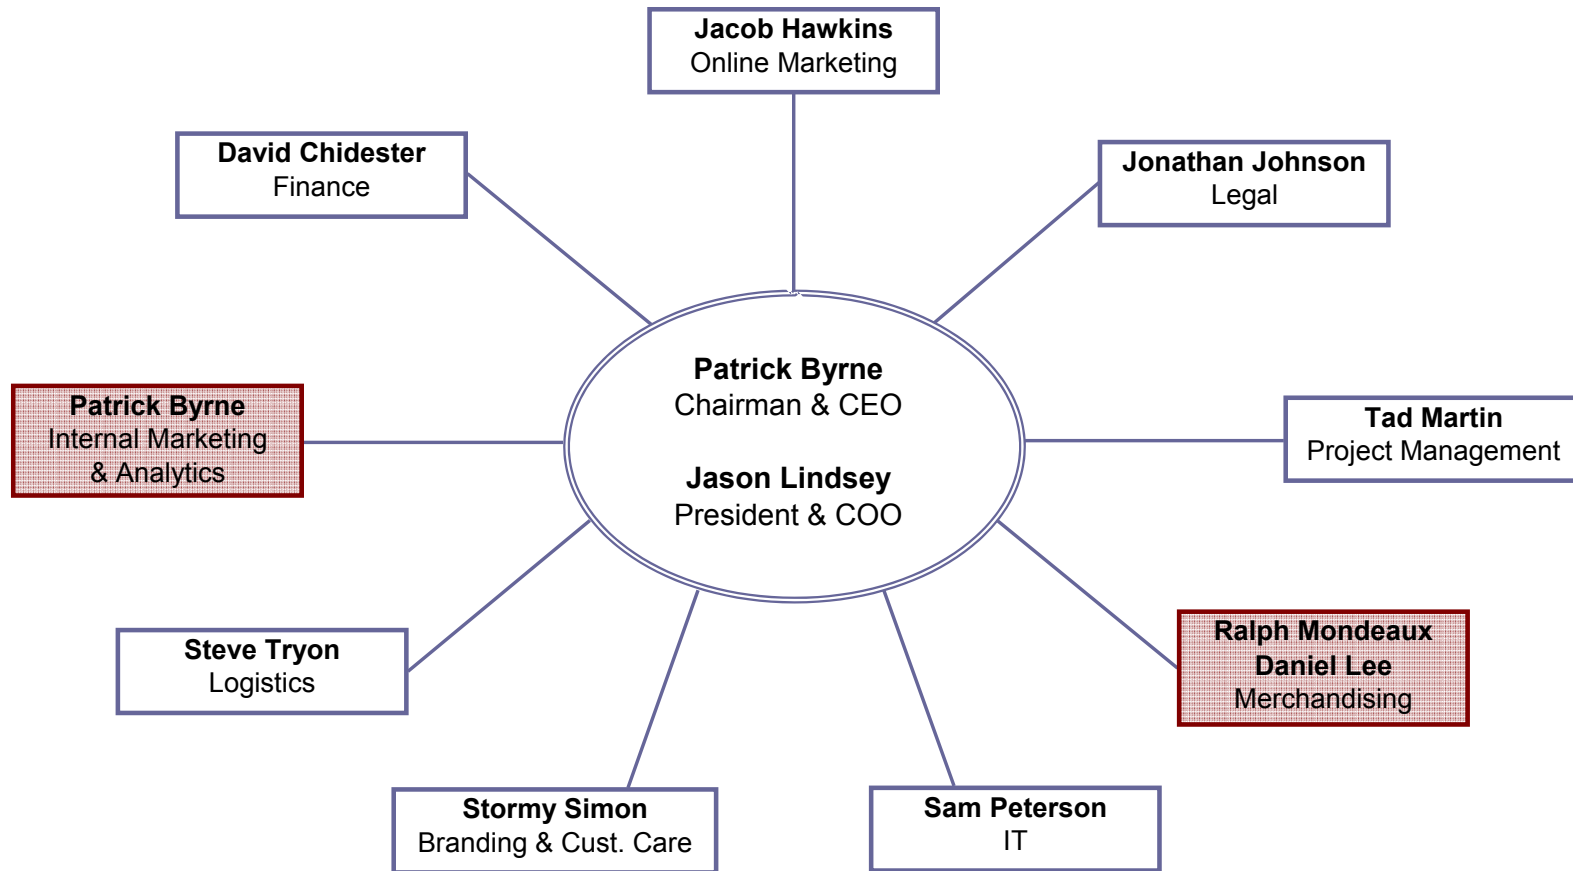 Jacob Hawkins
Online Marketing
David Chidester
Finance
Jonathan Johnson
Legal
Patrick Byrne
Chairman & CEO
Jason Lindsey
President & COO
Patrick Byrne
Internal Marketing
& Analytics
Tad Martin
Project Management
Steve Tryon
Logistics
Ralph Mondeaux
Daniel Lee
Merchandising
Stormy Simon
Branding & Cust. Care
Sam Peterson
IT